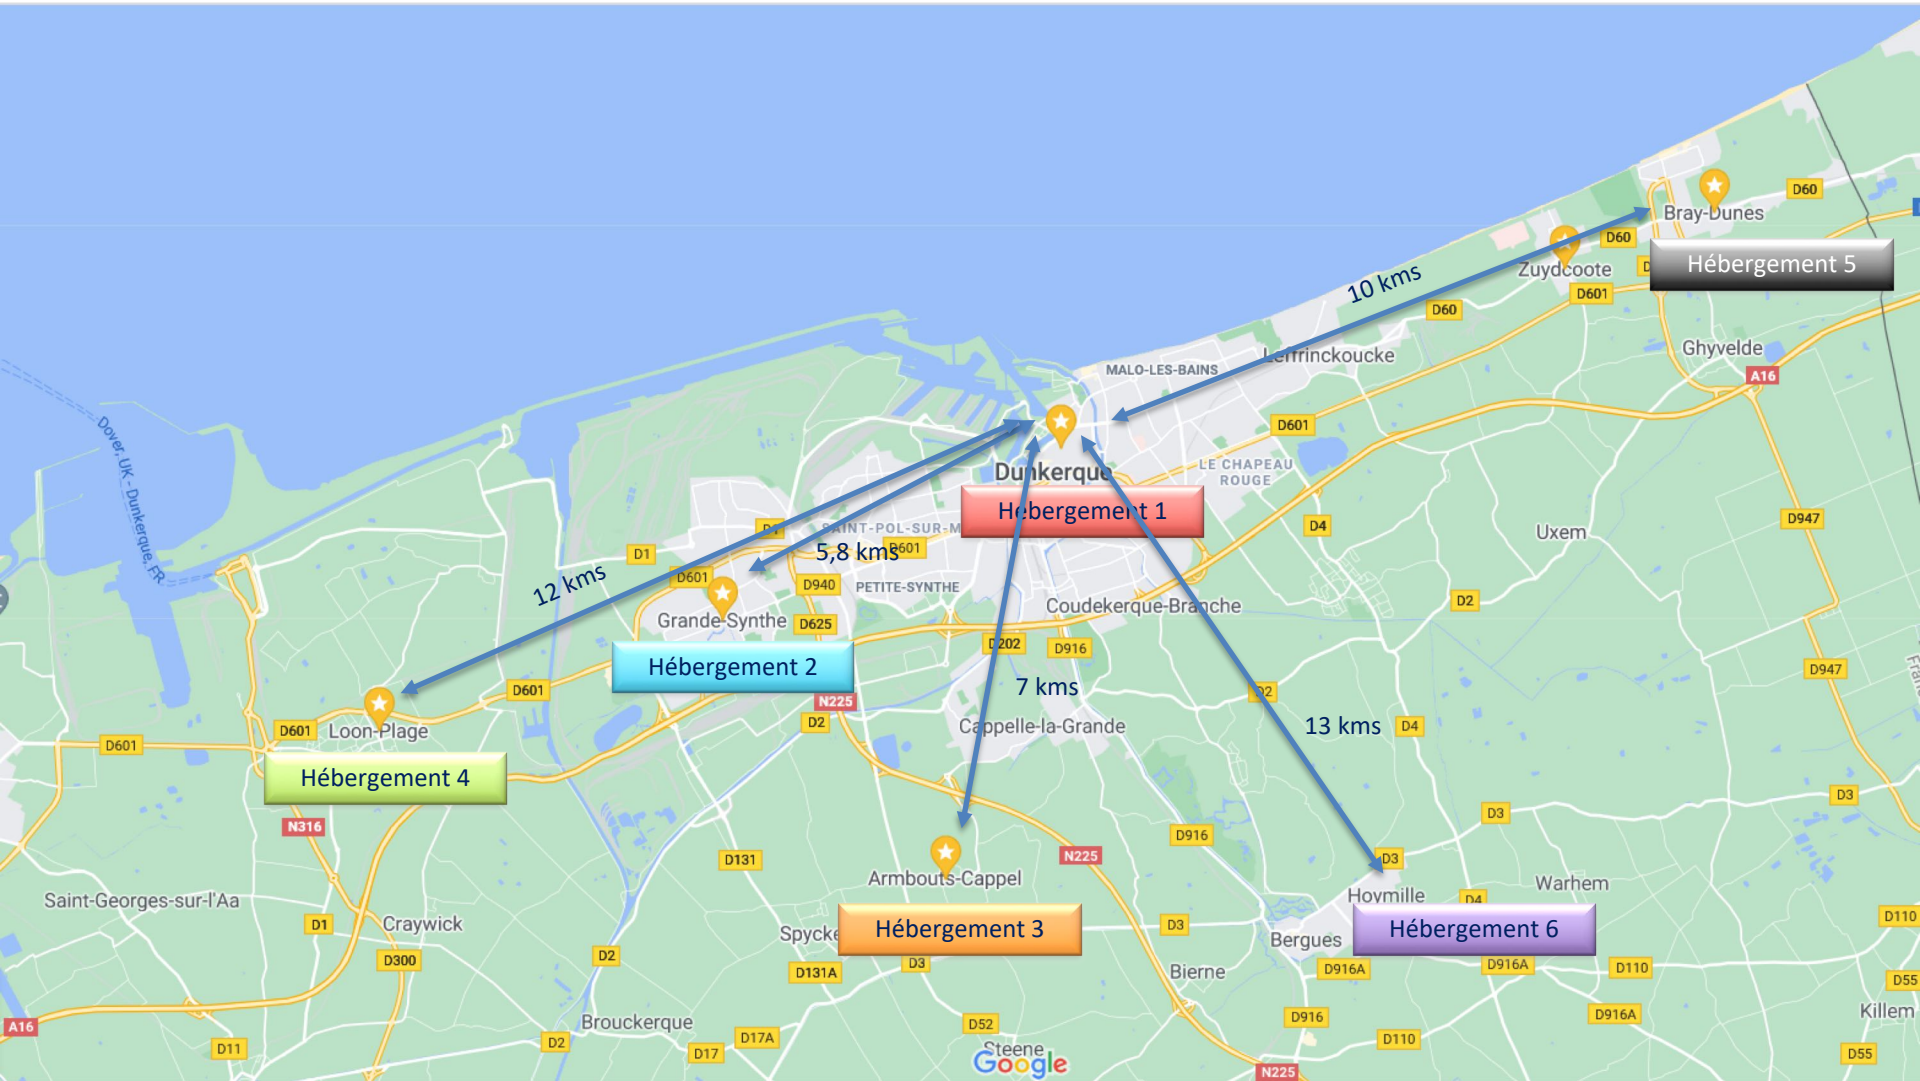 D60
Bray-Dunes
D60
Zuydcoote
Hébergement 5
10 kms
D601
D60
Ghyvelde
Leffrinckoucke
MALO-LES-BAINS
A16
Dover, UK - Dunkerque, FR
D601
Dunkerque
LE CHAPEAU
ROUGE
Hébergement 1
D4
D947
Uxem
D1
SAINT-POL-SUR-M
D601
5,8 kms
D1
D601
D940
PETITE-SYNTHE
12 kms
Grande-Synthe
D625
Coudekerque-Branche
D2
D202
D916
Hébergement 2
D947
7 kms
D601
D2
N225
D2
Cappelle-la-Grande
13 kms
D4
D601
Loon-Plage
D601
Hébergement 4
D3
D3
N316
D916
D131
N225
D3
Armbouts-Cappel
Warhem
Hoymille
D4
Saint-Georges-sur-l'Aa
D1
Craywick
Spycke
Hébergement 3
D3
Hébergement 6
D110
Bergues
D2
D300
D131A
D3
Bierne
D916A
D916A
D110
D55
Killem
A16
Brouckerque
D52
D916
D916A
D11
D2
D17
D17A
Steene
D110
D55
Google
N225